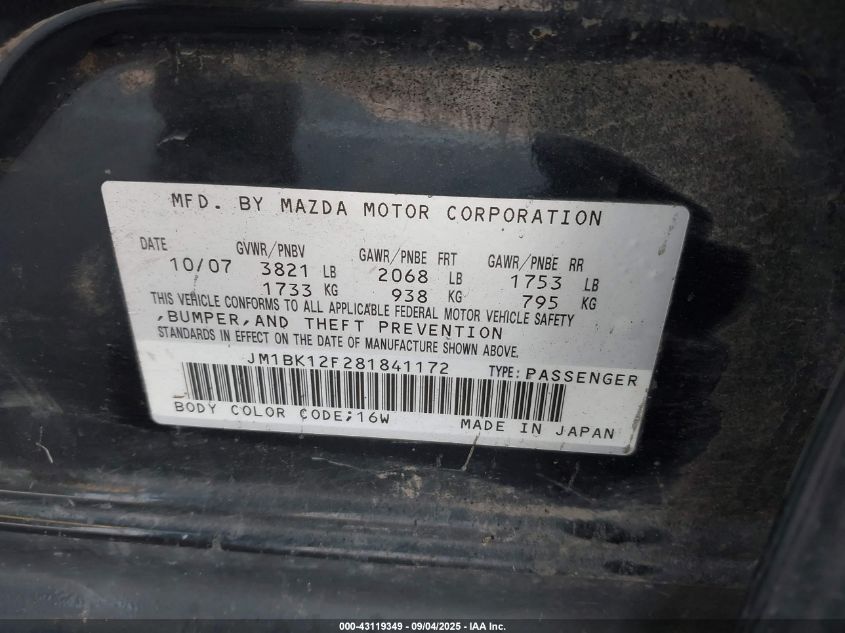 MFD. BY MAZDA MOTOR CORPORATION
DATE GVWR/PNBV GAWR/PNBE FRT GAWR/PNBE RR
10/07 3821 LB 2068 LB 1753 LB
1733 KG 938 KG 795 KG
THIS VEHICLE CONFORMS TO ALL APPLICABLE FEDERAL MOTOR VEHICLE SAFETY
,BUMPER,AND THEFT PREVENTION
STANDARDS IN EFFECT ON THE DATE OF MANUFACTURE SHOWN ABOVE.
JM1BK12F281841172 TYPE: PASSENGER
BODY COLOR CODE;16W MADE IN JAPAN
000-43119349 - 09/04/2025 - IAA Inc.